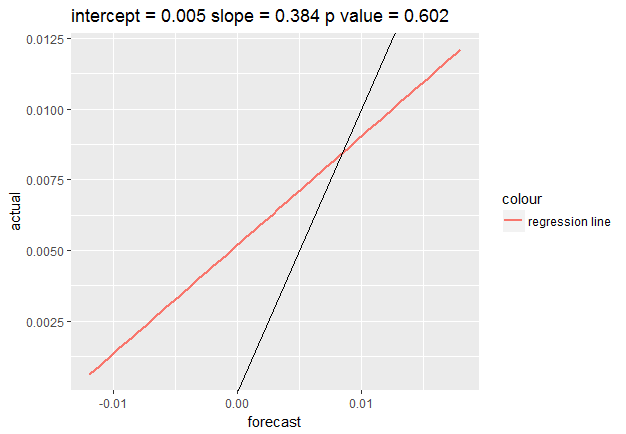 intercept = 0.005 slope = 0.384 p value = 0.602
0.0125
0.0100
0.0075
0.0050
0.0025
actual
-0.01
0.00
0.01
forecast
colour
regression line